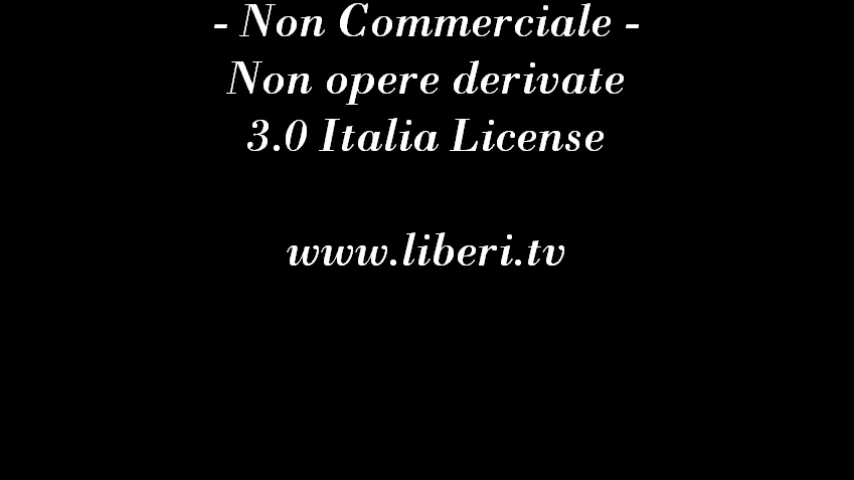 - Non Commerciale -
Non opere derivate
3.0 Italia License
www.liberi.tv